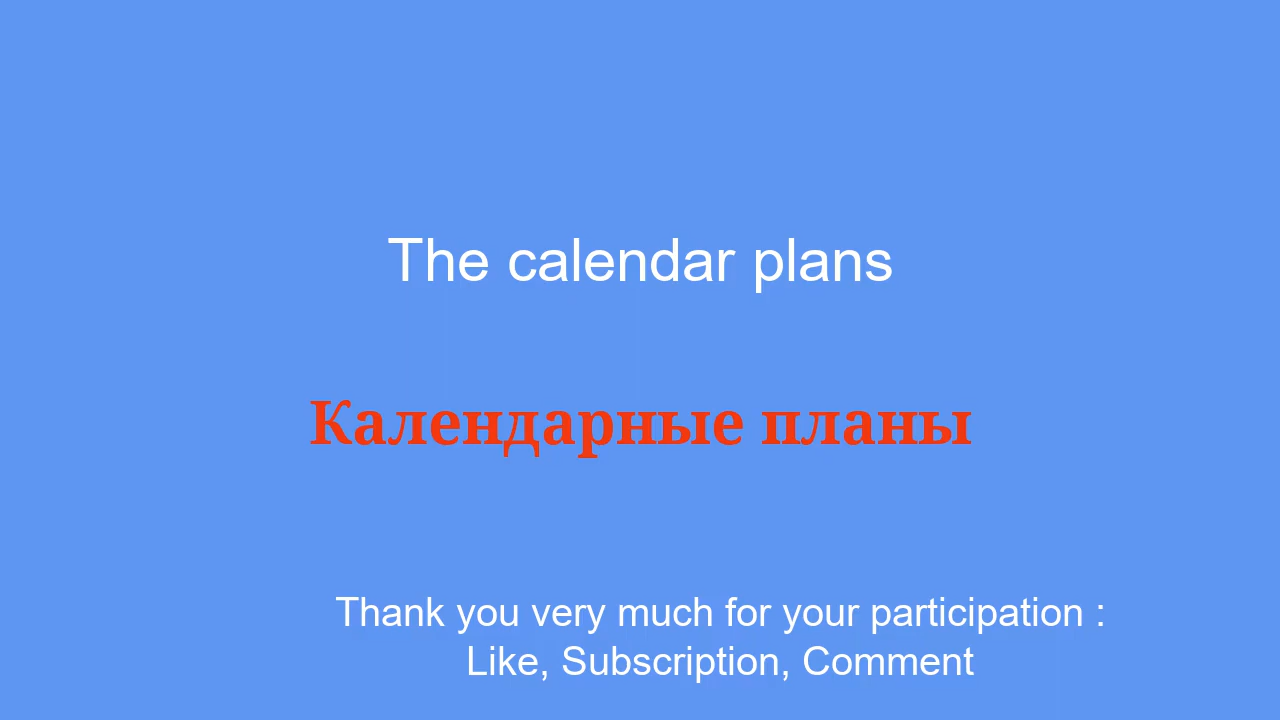 The calendar plans
Календарные планы
Thank you very much for your participation :
Like, Subscription, Comment